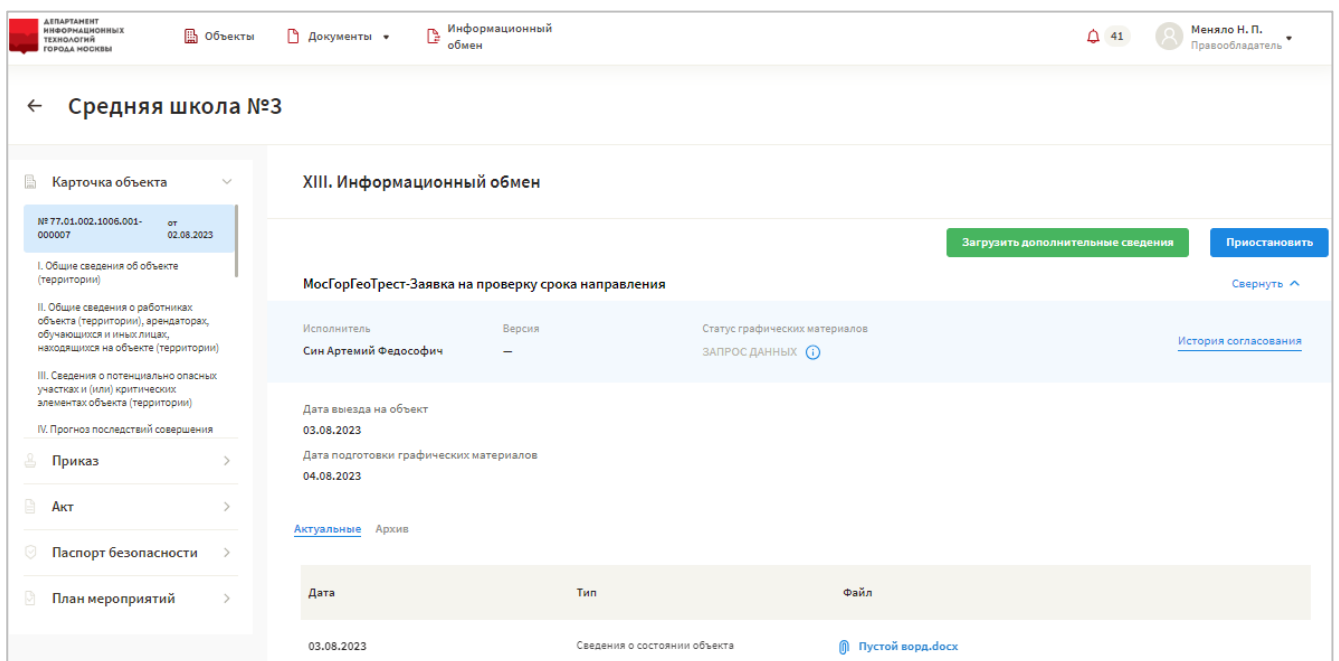 ДЕПАРТАМЕНТ
ИНФОРМАЦИОННЫХ
ТЕХНОЛОГИЙ
ГОРОДА МОСКВЫ
Объекты
Документы
Информационный
обмен
41
Меняло Н. П.
Правообладатель
Средняя школа №3
Карточка объекта
№ 77.01.002.1006.001-
000007
от
02.08.2023
I. Общие сведения об объекте
(территории)
II. Общие сведения о работниках
объекта (территории), арендаторах,
обучающихся и иных лицах,
находящихся на объекте (территории)
III. Сведения о потенциально опасных
участках и (или) критических
элементах объекта (территории)
IV. Прогноз последствий совершения
Приказ
Акт
Паспорт безопасности
План мероприятий
XIII. Информационный обмен
Загрузить дополнительные сведения
Приостановить
МосГорГеоТрест-Заявка на проверку срока направления
Свернуть
Исполнитель
Версия
Статус графических материалов
Син Артемий Федософич
—
ЗАПРОС ДАННЫХ
История согласования
Дата выезда на объект
03.08.2023
Дата подготовки графических материалов
04.08.2023
Актуальные Архив
Дата Тип Файл
03.08.2023 Сведения о состоянии объекта Пустой ворд.docx